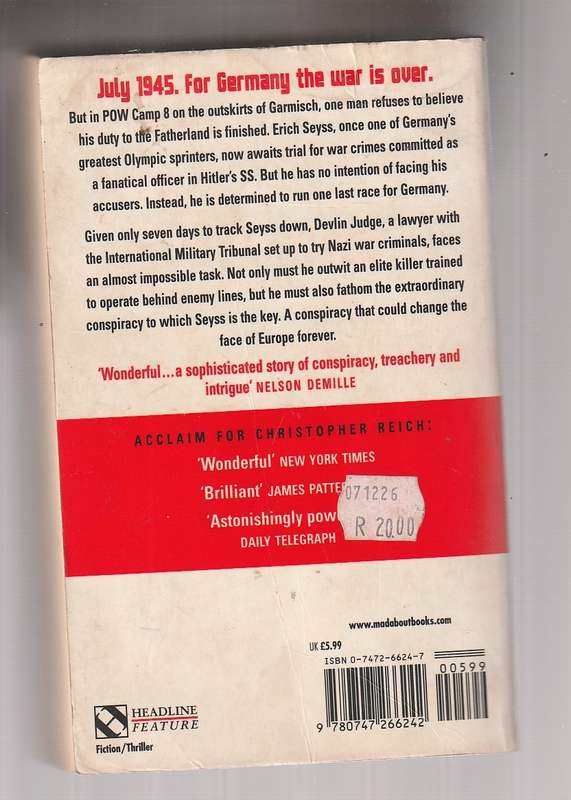 July 1945. For Germany the war is over.
But in POW Camp 8 on the outskirts of Garmisch, one man refuses to believe
his duty to the Fatherland is finished. Erich Seyss, once one of Germany's
greatest Olympic sprinters, now awaits trial for war crimes committed as
a fanatical officer in Hitler's SS. But he has no intention of facing his
accusers. Instead, he is determined to run one last race for Germany.
Given only seven days to track Seyss down, Devlin Judge, a lawyer with
the International Military Tribunal set up to try Nazi war criminals, faces
an almost impossible task. Not only must he outwit an elite killer trained
to operate behind enemy lines, but he must also fathom the extraordinary
conspiracy to which Seyss is the key. A conspiracy that could change the
face of Europe forever.
'Wonderful...a sophisticated story of conspiracy, treachery and
intrigue' NELSON DEMILLE
ACCLAIM FOR CHRISTOPHER REICH:
'Wonderful' NEW YORK TIMES
'Brilliant' JAMES
'Astonishingly
DAILY TELEGRAPH
071226
R 20.00
www.madaboutbooks.com
UK £5.99
ISBN 0-7472-6624-7
00599
9 780747 266242
HEADLINE
FEATURE
Fiction/Thriller